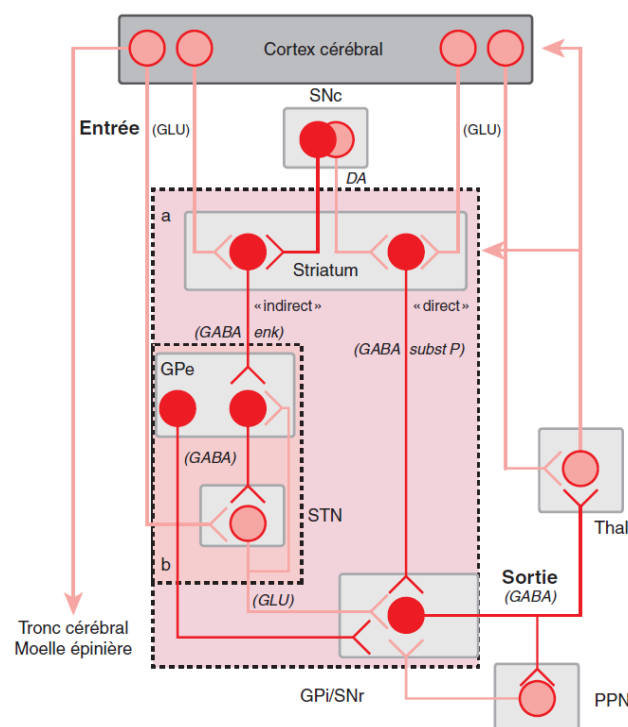 Cortex cérébral
SNc
Entrée (GLU)
(GLU)
DA
a
Striatum
«indirect»
«direct»
(GABA enk)
(GABA subst P)
GPe
(GABA)
STN
Thal
b
Sortie
(GLU)
(GABA)
Tronc cérébral
Moelle épinière
GPi/SNr
PPN